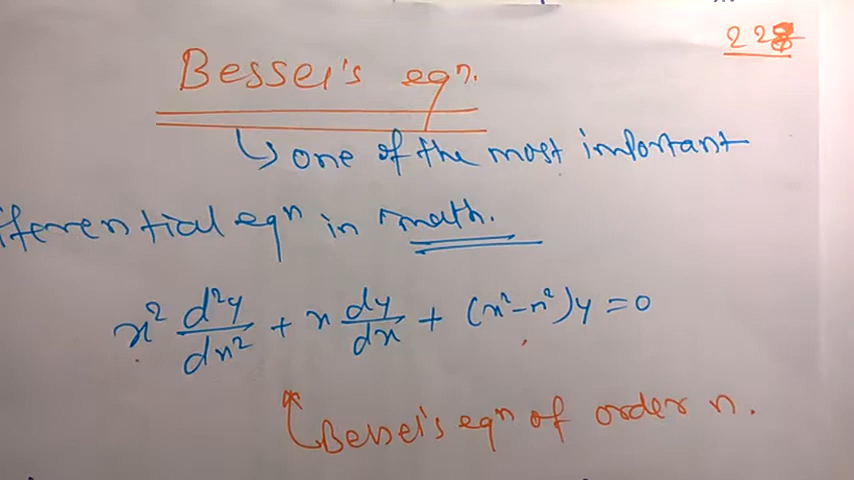 228
Bessel's eqn.
↳ one of the most important
ifferential eqn in math.
x² d²y/dx² + x dy/dx + (x²-n²)y = 0
Bessel's eqn of order n.